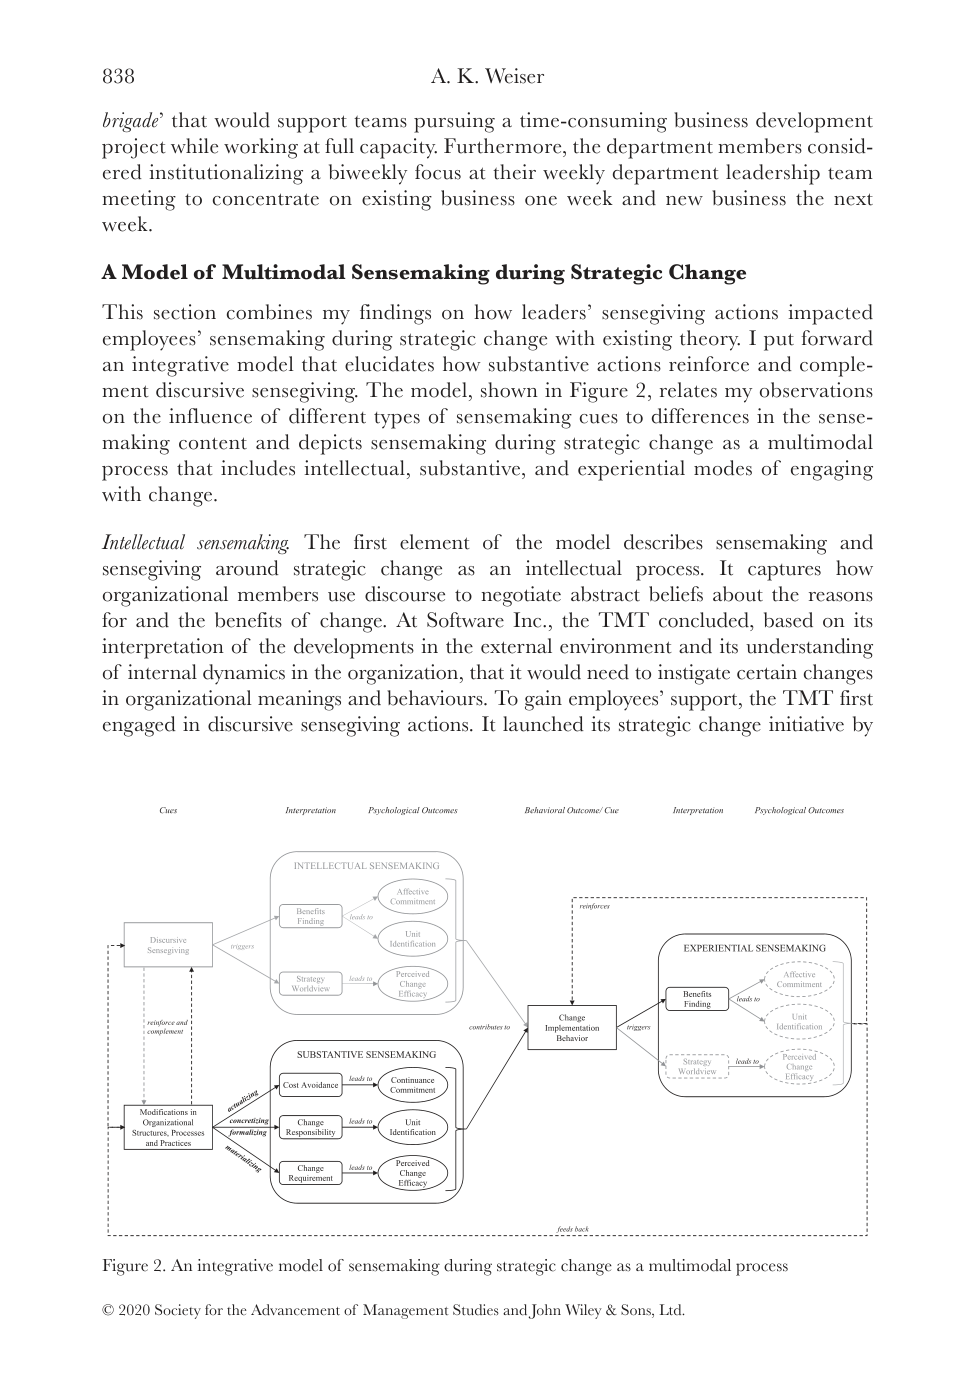 838
A. K. Weiser
brigade’ that would support teams pursuing a time-consuming business development
project while working at full capacity. Furthermore, the department members consid-
ered institutionalizing a biweekly focus at their weekly department leadership team
meeting to concentrate on existing business one week and new business the next
week.
A Model of Multimodal Sensemaking during Strategic Change
This section combines my findings on how leaders’ sensegiving actions impacted
employees’ sensemaking during strategic change with existing theory. I put forward
an integrative model that elucidates how substantive actions reinforce and comple-
ment discursive sensegiving. The model, shown in Figure 2, relates my observations
on the influence of different types of sensemaking cues to differences in the sense-
making content and depicts sensemaking during strategic change as a multimodal
process that includes intellectual, substantive, and experiential modes of engaging
with change.
Intellectual sensemaking. The first element of the model describes sensemaking and
sensegiving around strategic change as an intellectual process. It captures how
organizational members use discourse to negotiate abstract beliefs about the reasons
for and the benefits of change. At Software Inc., the TMT concluded, based on its
interpretation of the developments in the external environment and its understanding
of internal dynamics in the organization, that it would need to instigate certain changes
in organizational meanings and behaviours. To gain employees’ support, the TMT first
engaged in discursive sensegiving actions. It launched its strategic change initiative by
Cues
Interpretation
Psychological Outcomes
Behavioral Outcome/ Cue
Interpretation
Psychological Outcomes
INTELLECTUAL SENSEMAKING
Discursive
Sensegiving
triggers
Benefits
Finding
leads to
Affective
Commitment
Unit
Identification
Strategy
Worldview
leads to
Perceived
Change
Efficacy
reinforce and
complement
SUBSTANTIVE SENSEMAKING
Modifications in
Organizational
Structures, Processes
and Practices
actualizing
concretizing
formalizing
materializing
Cost Avoidance
leads to
Continuance
Commitment
Change
Responsibility
leads to
Unit
Identification
Change
Requirement
leads to
Perceived
Change
Efficacy
contributes to
reinforces
Change
Implementation
Behavior
triggers
EXPERIENTIAL SENSEMAKING
Benefits
Finding
leads to
Affective
Commitment
Unit
Identification
Strategy
Worldview
leads to
Perceived
Change
Efficacy
feeds back
Figure 2. An integrative model of sensemaking during strategic change as a multimodal process
© 2020 Society for the Advancement of Management Studies and John Wiley & Sons, Ltd.